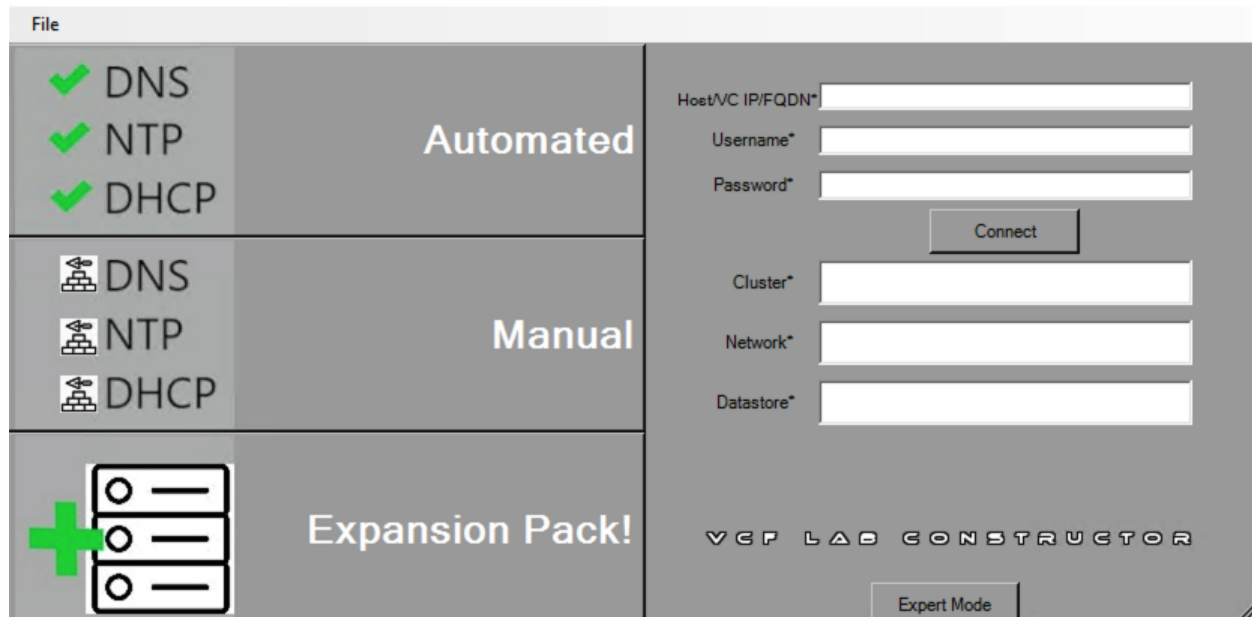 File
DNS
NTP
DHCP
Automated
DNS
NTP
DHCP
Manual
Expansion Pack!
Host/VC IP/FQDN*
Username*
Password*
Connect
Cluster*
Network*
Datastore*
VCF LAB CONSTRUCTOR
Expert Mode